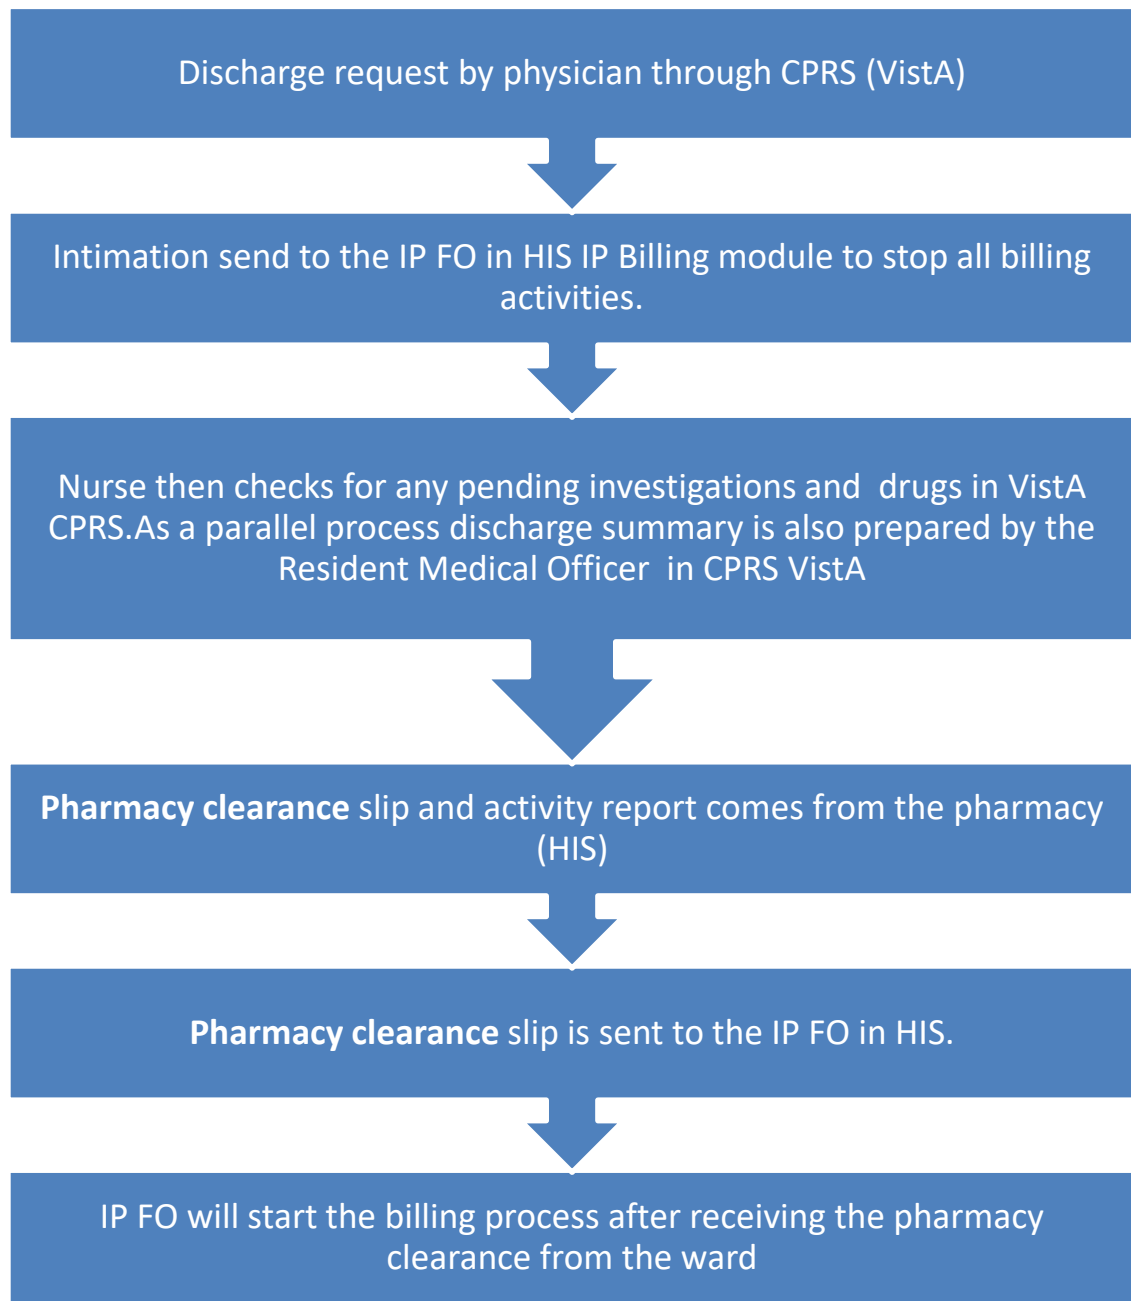 Discharge request by physician through CPRS (VistA)
Intimation send to the IP FO in HIS IP Billing module to stop all billing
activities.
Nurse then checks for any pending investigations and  drugs in VistA
CPRS.As a parallel process discharge summary is also prepared by the
Resident Medical Officer  in CPRS VistA
Pharmacy clearance slip and activity report comes from the pharmacy
(HIS)
Pharmacy clearance slip is sent to the IP FO in HIS.
IP FO will start the billing process after receiving the pharmacy
clearance from the ward